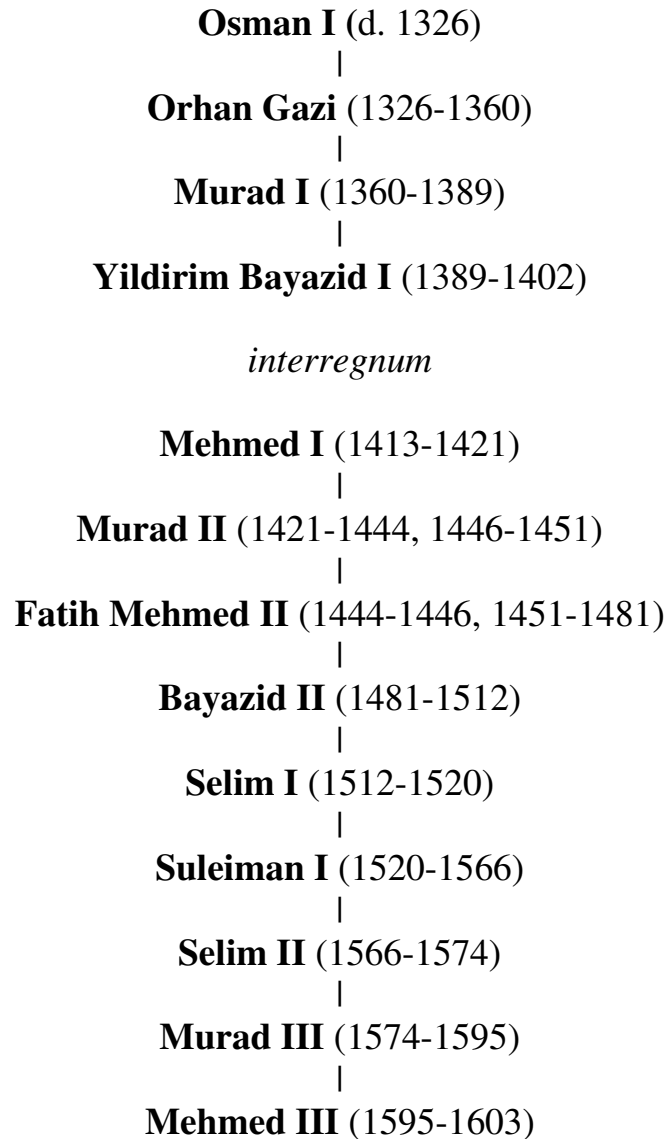 Osman I (d. 1326)
Orhan Gazi (1326-1360)
Murad I (1360-1389)
Yildirim Bayazid I (1389-1402)
interregnum
Mehmed I (1413-1421)
Murad II (1421-1444, 1446-1451)
Fatih Mehmed II (1444-1446, 1451-1481)
Bayazid II (1481-1512)
Selim I (1512-1520)
Suleiman I (1520-1566)
Selim II (1566-1574)
Murad III (1574-1595)
Mehmed III (1595-1603)